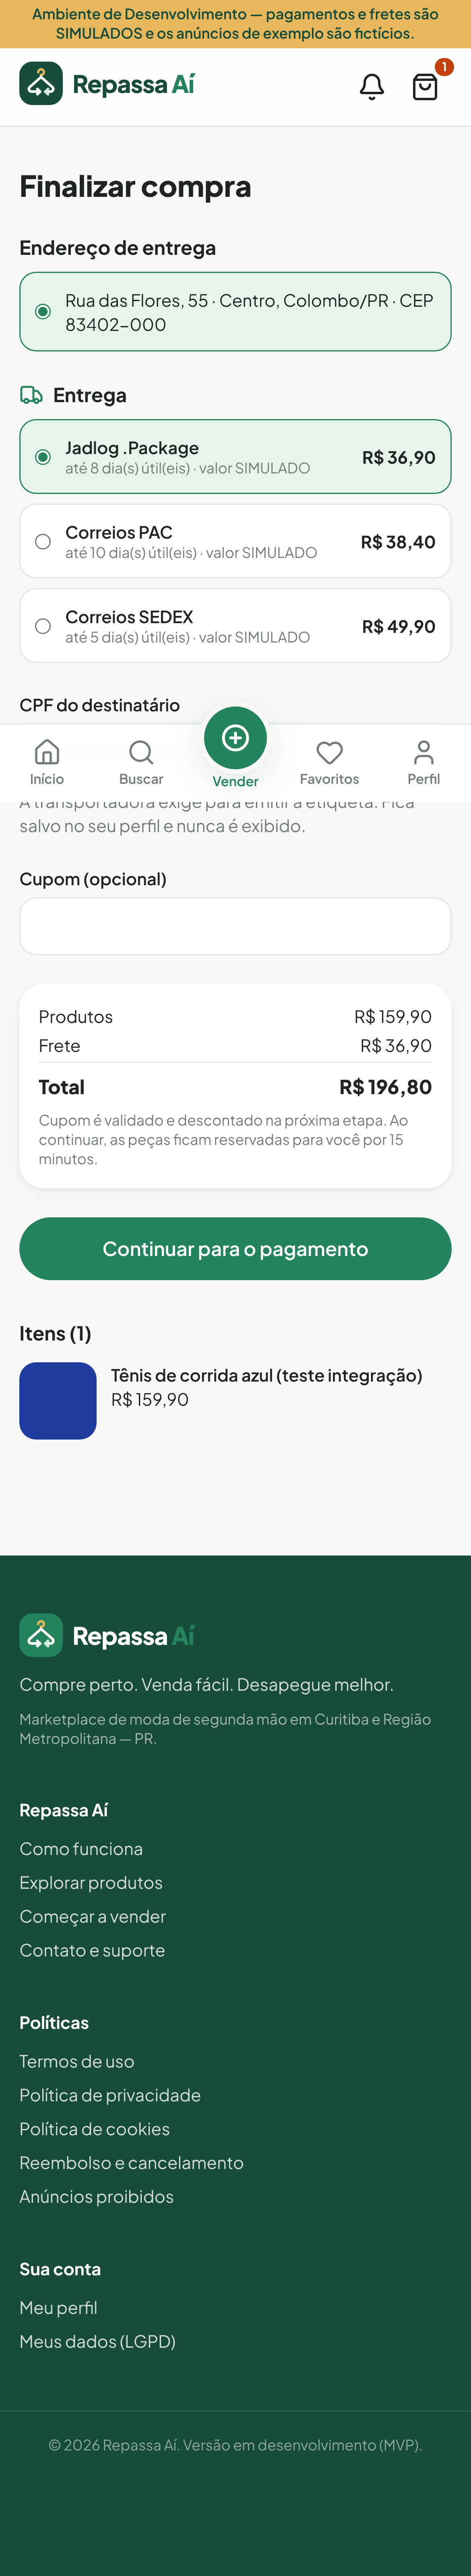 Ambiente de Desenvolvimento — pagamentos e fretes são
SIMULADOS e os anúncios de exemplo são fictícios.
Repassa Aí
1
Finalizar compra
Endereço de entrega
Rua das Flores, 55 · Centro, Colombo/PR · CEP
83402-000
Entrega
Jadlog .Package
até 8 dia(s) útil(eis) · valor SIMULADO
R$ 36,90
Correios PAC
até 10 dia(s) útil(eis) · valor SIMULADO
R$ 38,40
Correios SEDEX
até 5 dia(s) útil(eis) · valor SIMULADO
R$ 49,90
CPF do destinatário
Início
Buscar
Vender
Favoritos
Perfil
A transportadora exige para emitir a etiqueta. Fica
salvo no seu perfil e nunca é exibido.
Cupom (opcional)
Produtos R$ 159,90
Frete R$ 36,90
Total R$ 196,80
Cupom é validado e descontado na próxima etapa. Ao
continuar, as peças ficam reservadas para você por 15
minutos.
Continuar para o pagamento
Itens (1)
Tênis de corrida azul (teste integração)
R$ 159,90
Repassa Aí
Compre perto. Venda fácil. Desapegue melhor.
Marketplace de moda de segunda mão em Curitiba e Região
Metropolitana — PR.
Repassa Aí
Como funciona
Explorar produtos
Começar a vender
Contato e suporte
Políticas
Termos de uso
Política de privacidade
Política de cookies
Reembolso e cancelamento
Anúncios proibidos
Sua conta
Meu perfil
Meus dados (LGPD)
© 2026 Repassa Aí. Versão em desenvolvimento (MVP).